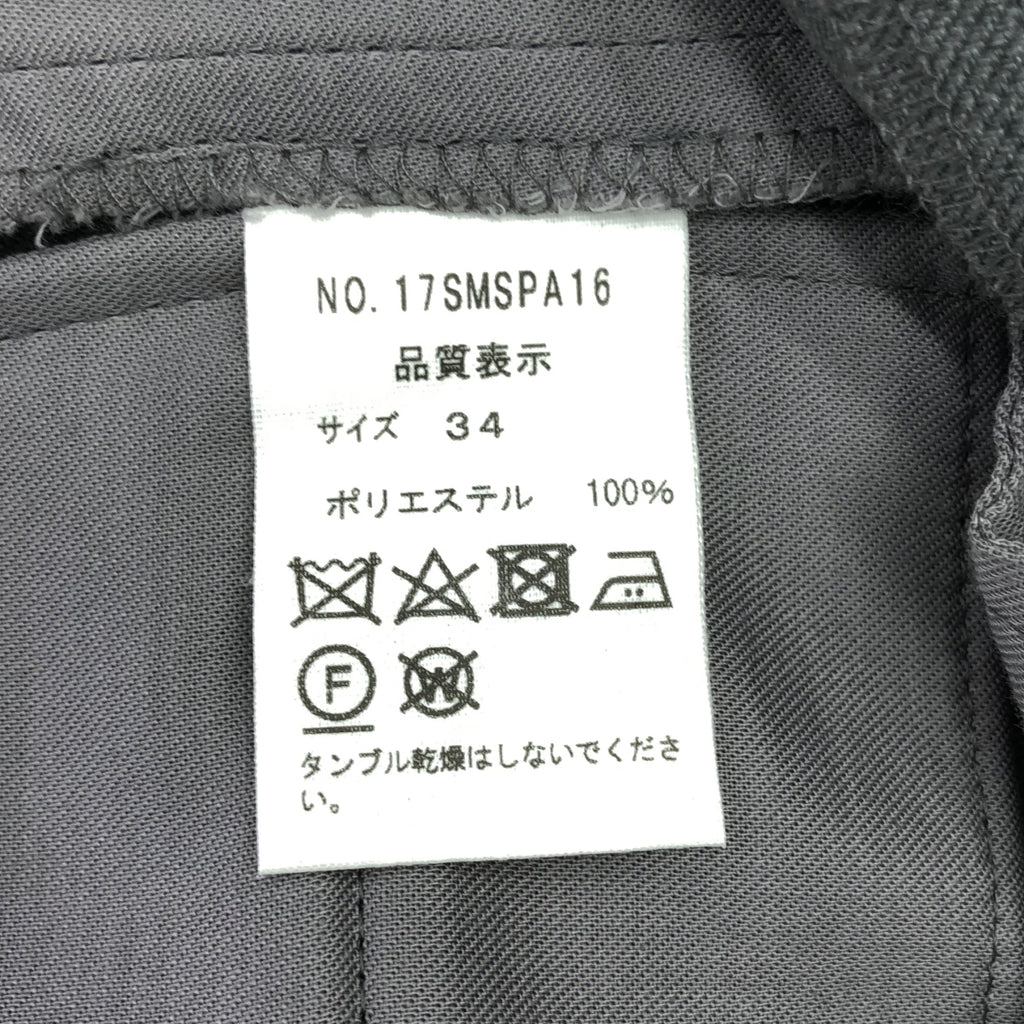 NO. 17SMSPA16
品質表示
サイズ 34
ポリエステル 100%
F W
タンブル乾燥はしないでくださ
い。